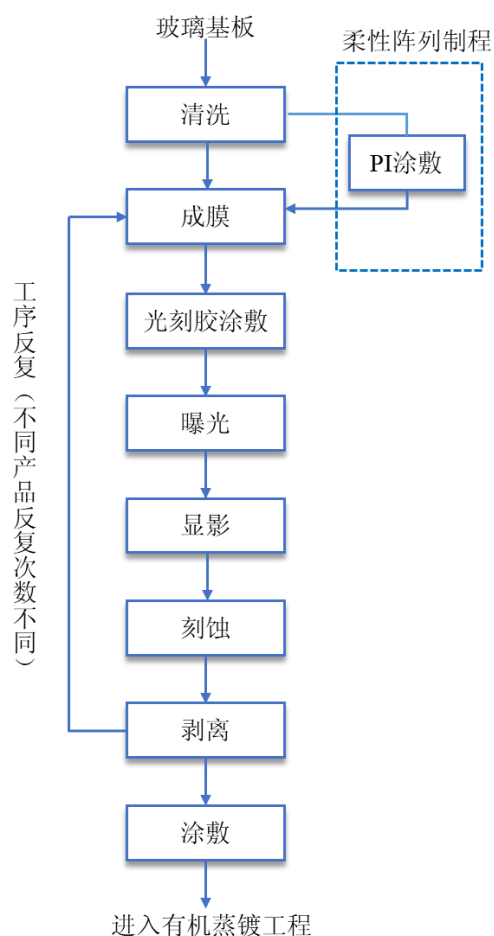 玻璃基板
柔性阵列制程
清洗
PI涂敷
成膜
光刻胶涂敷
曝光
显影
刻蚀
剥离
涂敷
进入有机蒸镀工程
工序反复（不同产品反复次数不同）